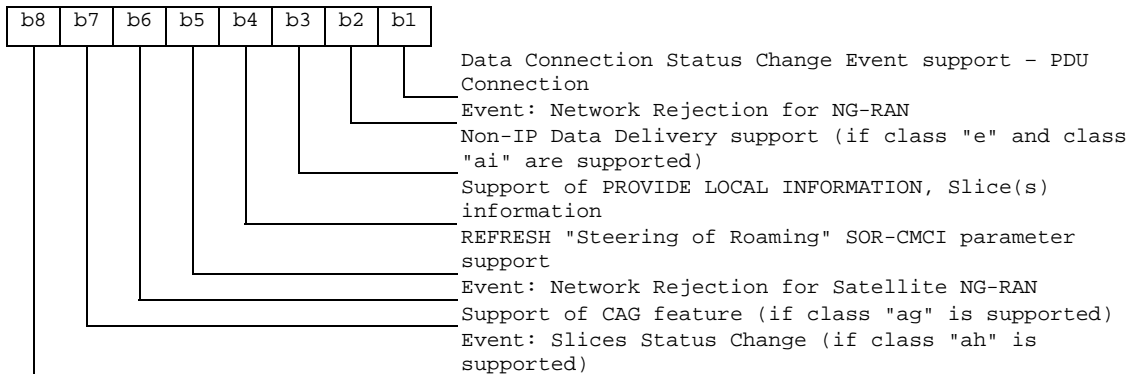 b8 b7 b6 b5 b4 b3 b2 b1
Data Connection Status Change Event support – PDU
Connection
Event: Network Rejection for NG-RAN
Non-IP Data Delivery support (if class "e" and class
"ai" are supported)
Support of PROVIDE LOCAL INFORMATION, Slice(s)
information
REFRESH "Steering of Roaming" SOR-CMCI parameter
support
Event: Network Rejection for Satellite NG-RAN
Support of CAG feature (if class "ag" is supported)
Event: Slices Status Change (if class "ah" is
supported)